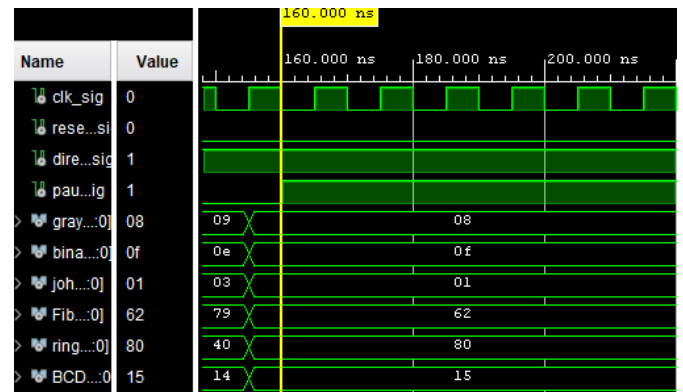 160.000 ns
Name Value
160.000 ns 180.000 ns 200.000 ns
clk_sig 0
rese...si 0
dire...sig 1
pau...ig 1
gray...:0] 08 09 08
bina...:0] 0f 0e 0f
joh...:0] 01 03 01
Fib...:0] 62 79 62
ring...:0] 80 40 80
BCD...:0 15 14 15